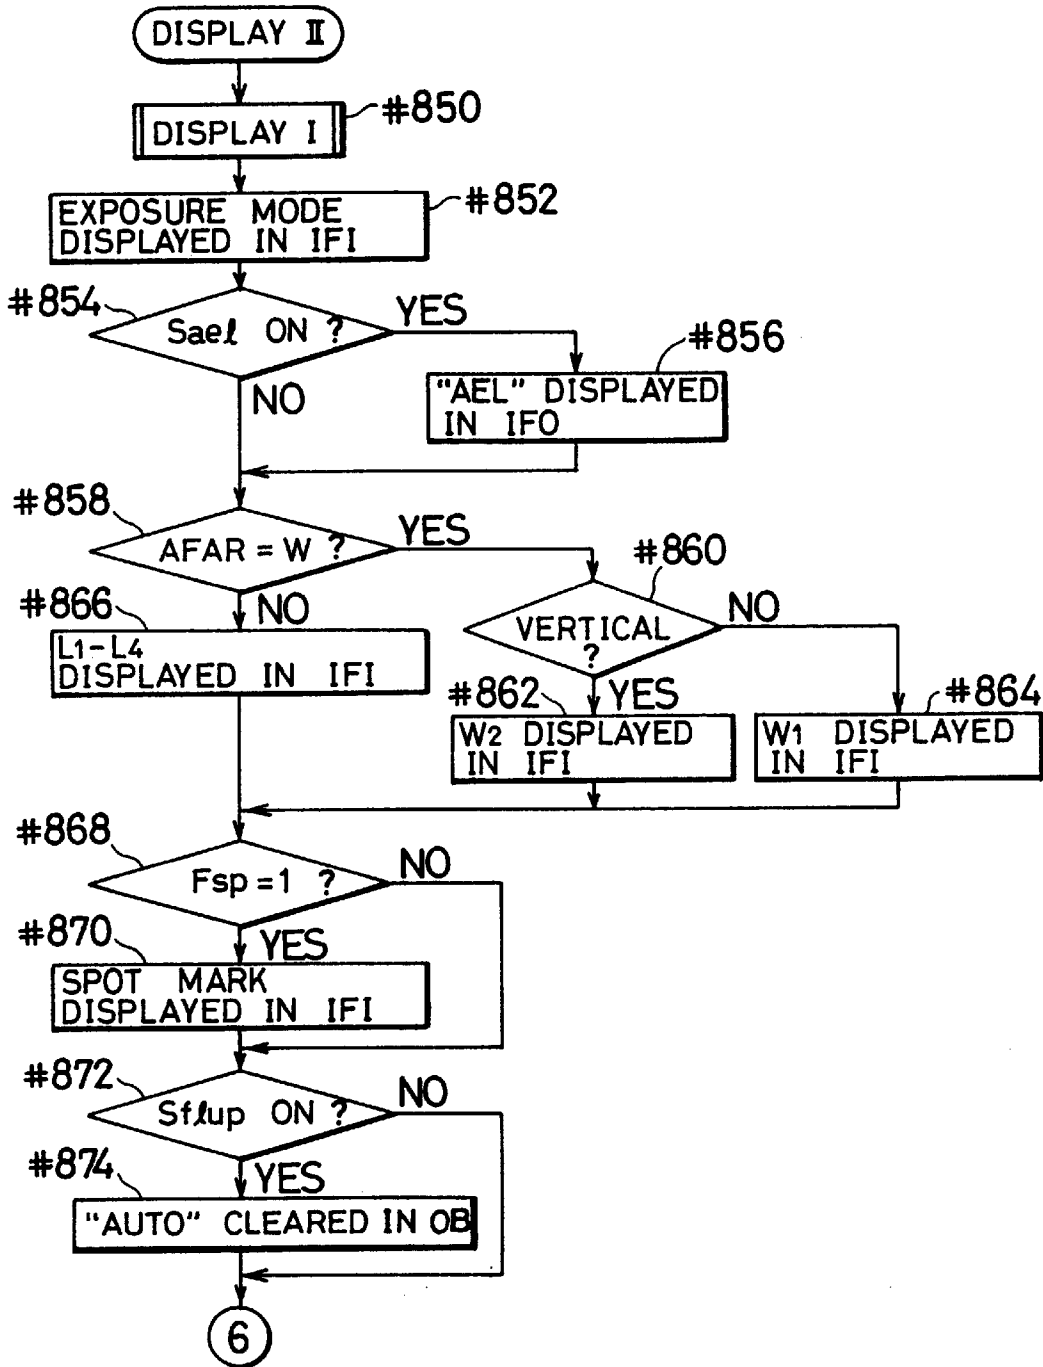 DISPLAY II
DISPLAY I
#850
EXPOSURE MODE
DISPLAYED IN IFI
#852
#854
Sael ON ?
YES
NO
#856
"AEL" DISPLAYED
IN IFO
#858
AFAR = W ?
YES
NO
#860
VERTICAL
?
NO
YES
#866
L1-L4
DISPLAYED IN IFI
#862
W2 DISPLAYED
IN IFI
#864
W1 DISPLAYED
IN IFI
#868
Fsp = 1 ?
NO
YES
#870
SPOT MARK
DISPLAYED IN IFI
#872
Sflup ON ?
NO
YES
#874
"AUTO" CLEARED IN OB
6